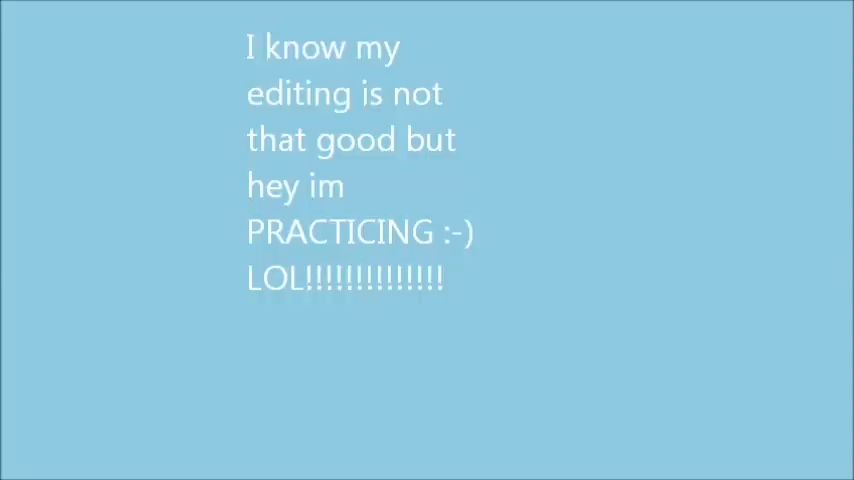 I know my
editing is not
that good but
hey im
PRACTICING :-)
LOL!!!!!!!!!!!!!!